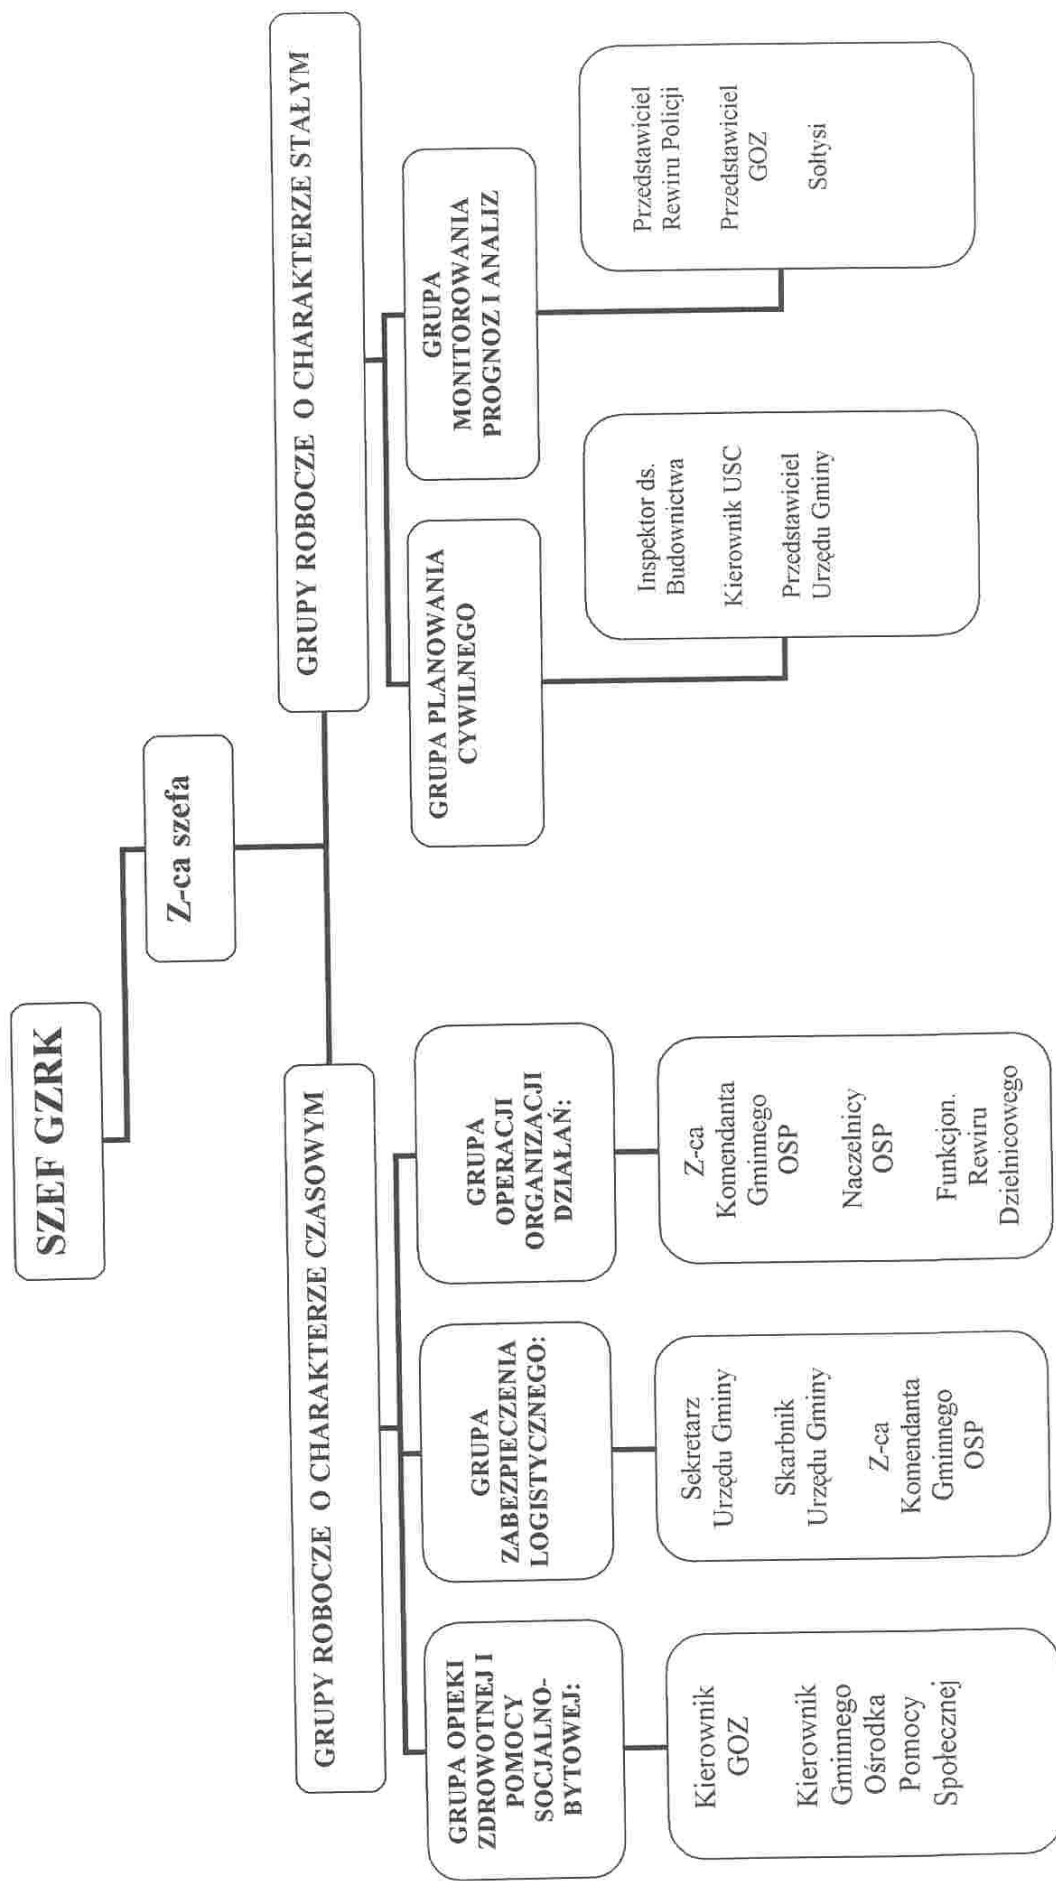 SZEF GZRK
Z-ca szefa
GRUPY ROBOCZE O CHARAKTERZE CZASOWYM
GRUPY ROBOCZE O CHARAKTERZE STAŁYM
GRUPA OPIEKI
ZDROWOTNEJ I
POMOCY
SOCJALNO-
BYTOWEJ:
GRUPA
ZABEZPIECZENIA
LOGISTYCZNEGO:
GRUPA
OPERACJI
ORGANIZACJI
DZIAŁAŃ:
GRUPA PLANOWANIA
CYWILNEGO
GRUPA
MONITOROWANIA
PROGNOZ I ANALIZ
Kierownik
GOZ
Kierownik
Gminnego
Ośrodka
Pomocy
Społecznej
Sekretarz
Urzędu Gminy
Skarbnik
Urzędu Gminy
Z-ca
Komendanta
Gminnego
OSP
Z-ca
Komendanta
Gminnego
OSP
Naczelnicy
OSP
Funkcjon.
Rewiru
Dzielnicowego
Inspektor ds.
Budownictwa
Kierownik USC
Przedstawiciel
Urzędu Gminy
Przedstawiciel
Rewiru Policji
Przedstawiciel
GOZ
Sołtysi